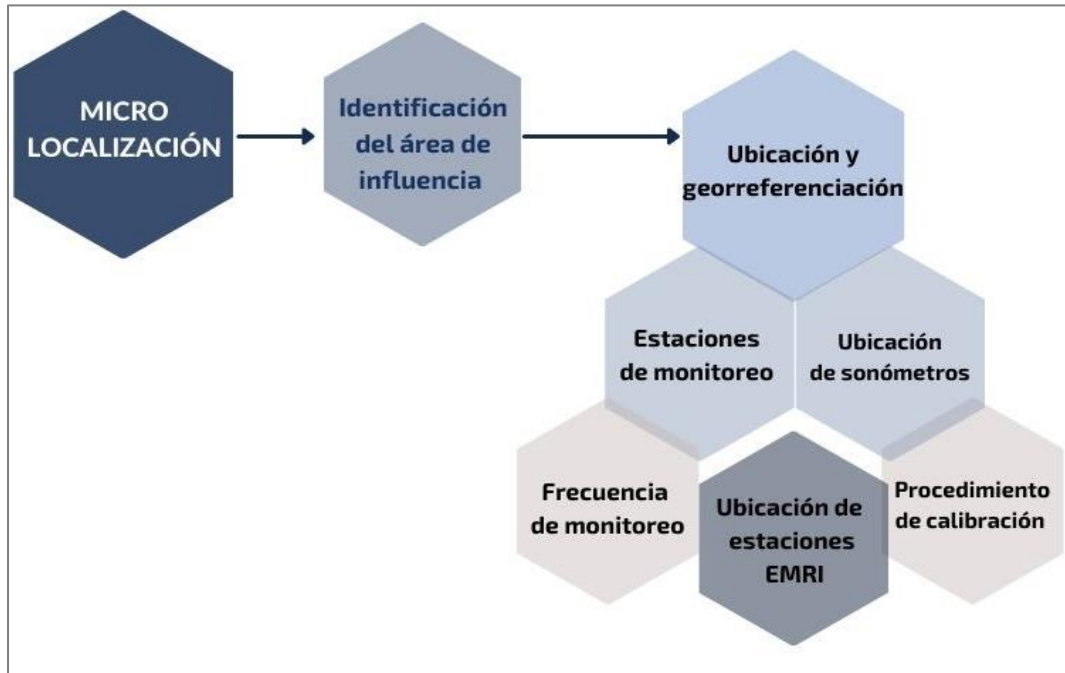 MICRO
LOCALIZACIÓN
Identificación
del área de
influencia
Ubicación y
georreferenciación
Estaciones
de monitoreo
Ubicación
de sonómetros
Frecuencia
de monitoreo
Ubicación de
estaciones
EMRI
Procedimiento
de calibración